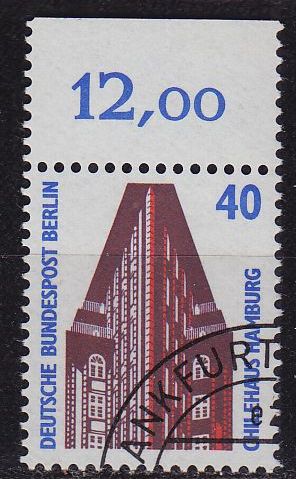 12,00
40
DEUTSCHE BUNDESPOST BERLIN
CHILEHAUS HAMBURG
ANKFURT
e